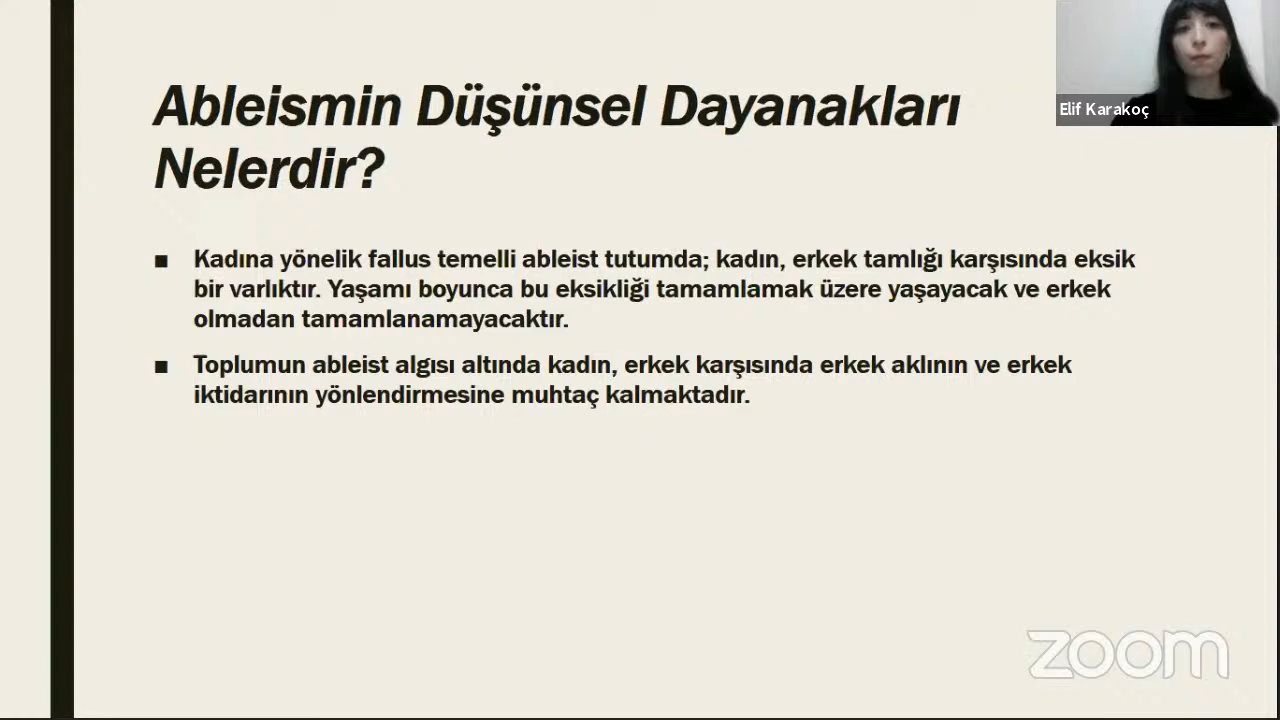 Ableismin Düşünsel Dayanakları
Nelerdir?
Elif Karakoç
Kadına yönelik fallus temelli ableist tutumda; kadın, erkek tamlığı karşısında eksik
bir varlıktır. Yaşamı boyunca bu eksikliği tamamlamak üzere yaşayacak ve erkek
olmadan tamamlanamayacaktır.
Toplumun ableist algısı altında kadın, erkek karşısında erkek aklının ve erkek
iktidarının yönlendirmesine muhtaç kalmaktadır.
zoom